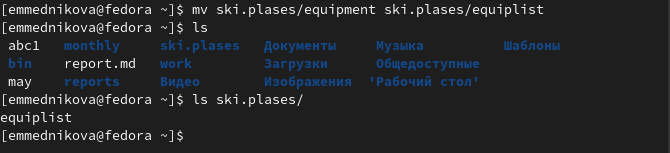 [emmednikova@fedora ~]$ mv ski.plases/equipment ski.plases/equiplist
[emmednikova@fedora ~]$ ls
abc1 monthly ski.plases Документы Музыка Шаблоны
bin report.md work Загрузки Общедоступные
may reports Видео Изображения 'Рабочий стол'
[emmednikova@fedora ~]$ ls ski.plases/
equiplist
[emmednikova@fedora ~]$